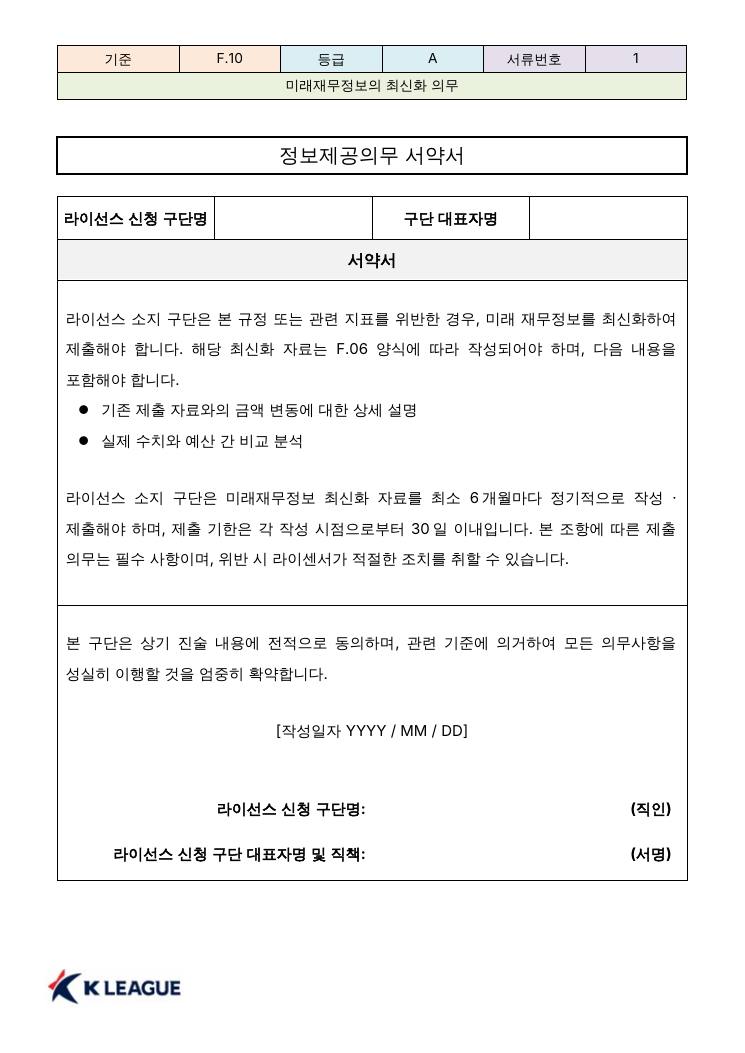 기준 F.10 등급 A 서류번호 1
미래재무정보의 최신화 의무
정보제공의무 서약서
라이선스 신청 구단명 구단 대표자명
서약서
라이선스 소지 구단은 본 규정 또는 관련 지표를 위반한 경우, 미래 재무정보를 최신화하여
제출해야 합니다. 해당 최신화 자료는 F.06 양식에 따라 작성되어야 하며, 다음 내용을
포함해야 합니다.
● 기존 제출 자료와의 금액 변동에 대한 상세 설명
● 실제 수치와 예산 간 비교 분석
라이선스 소지 구단은 미래재무정보 최신화 자료를 최소 6개월마다 정기적으로 작성 ·
제출해야 하며, 제출 기한은 각 작성 시점으로부터 30일 이내입니다. 본 조항에 따른 제출
의무는 필수 사항이며, 위반 시 라이센서가 적절한 조치를 취할 수 있습니다.
본 구단은 상기 진술 내용에 전적으로 동의하며, 관련 기준에 의거하여 모든 의무사항을
성실히 이행할 것을 엄중히 확약합니다.
[작성일자 YYYY / MM / DD]
라이선스 신청 구단명: (직인)
라이선스 신청 구단 대표자명 및 직책: (서명)
K LEAGUE